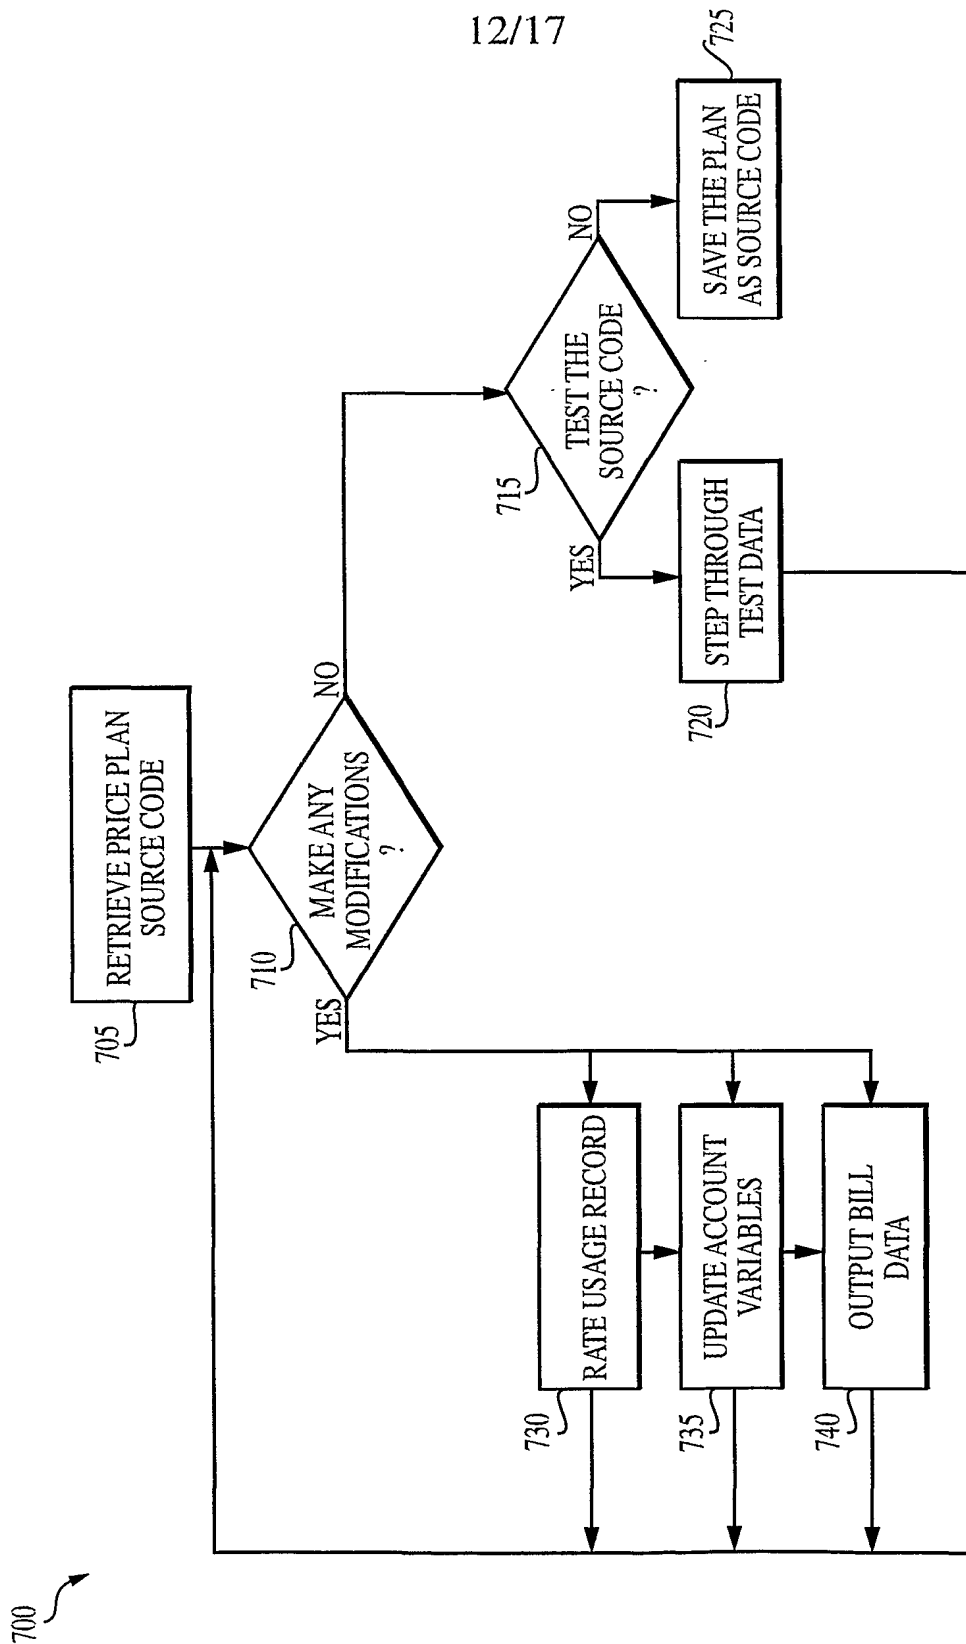 12/17
700
705
RETRIEVE PRICE PLAN
SOURCE CODE
710
MAKE ANY
MODIFICATIONS
?
YES
NO
730
RATE USAGE RECORD
735
UPDATE ACCOUNT
VARIABLES
740
OUTPUT BILL
DATA
715
TEST THE
SOURCE CODE
?
YES
NO
720
STEP THROUGH
TEST DATA
725
SAVE THE PLAN
AS SOURCE CODE